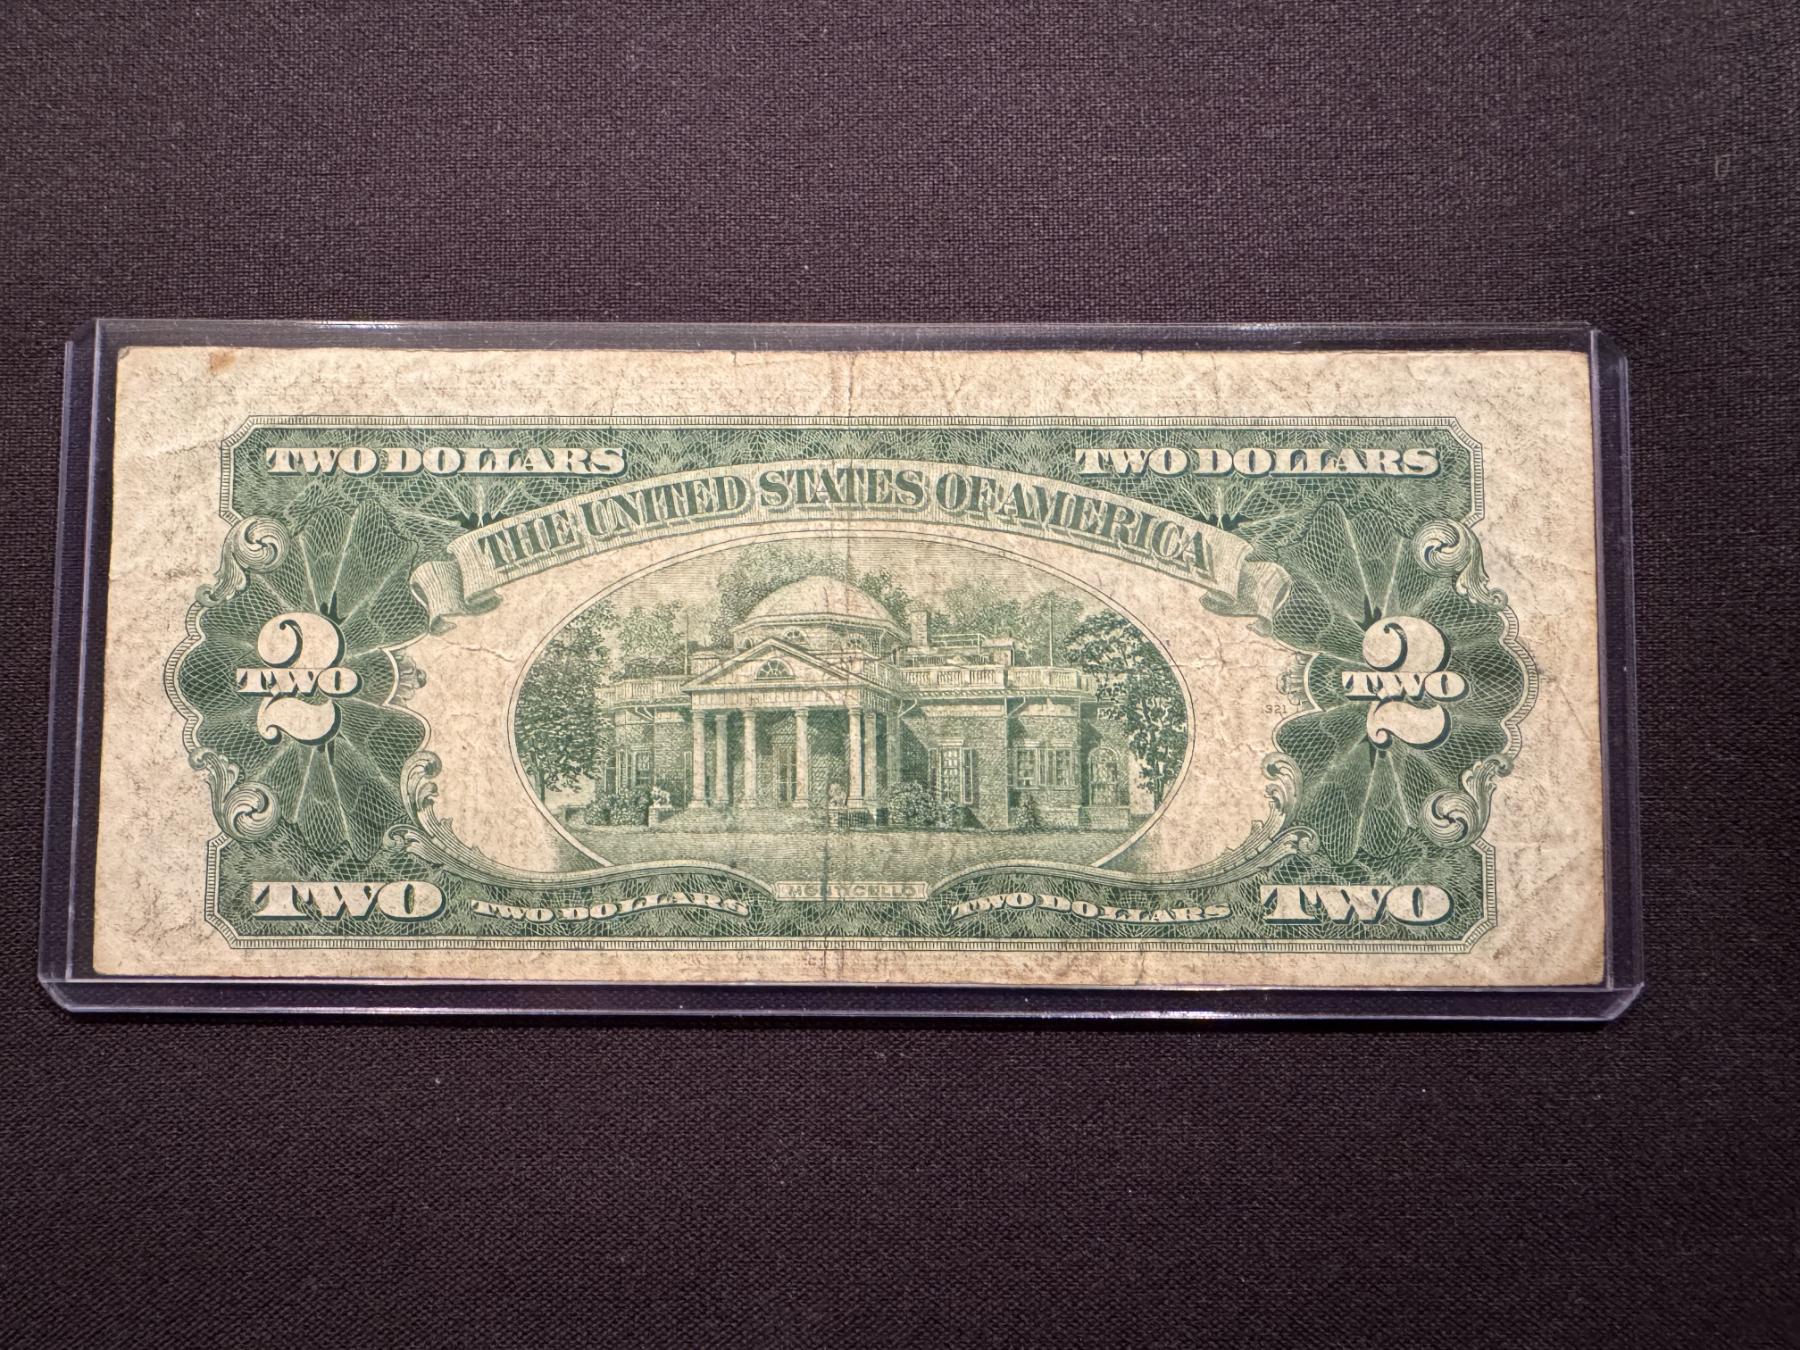 TWO DOLLARS TWO DOLLARS
THE UNITED STATES OF AMERICA
2 2
TWO TWO
321
MONTICELLO
TWO TWO DOLLARS TWO DOLLARS TWO